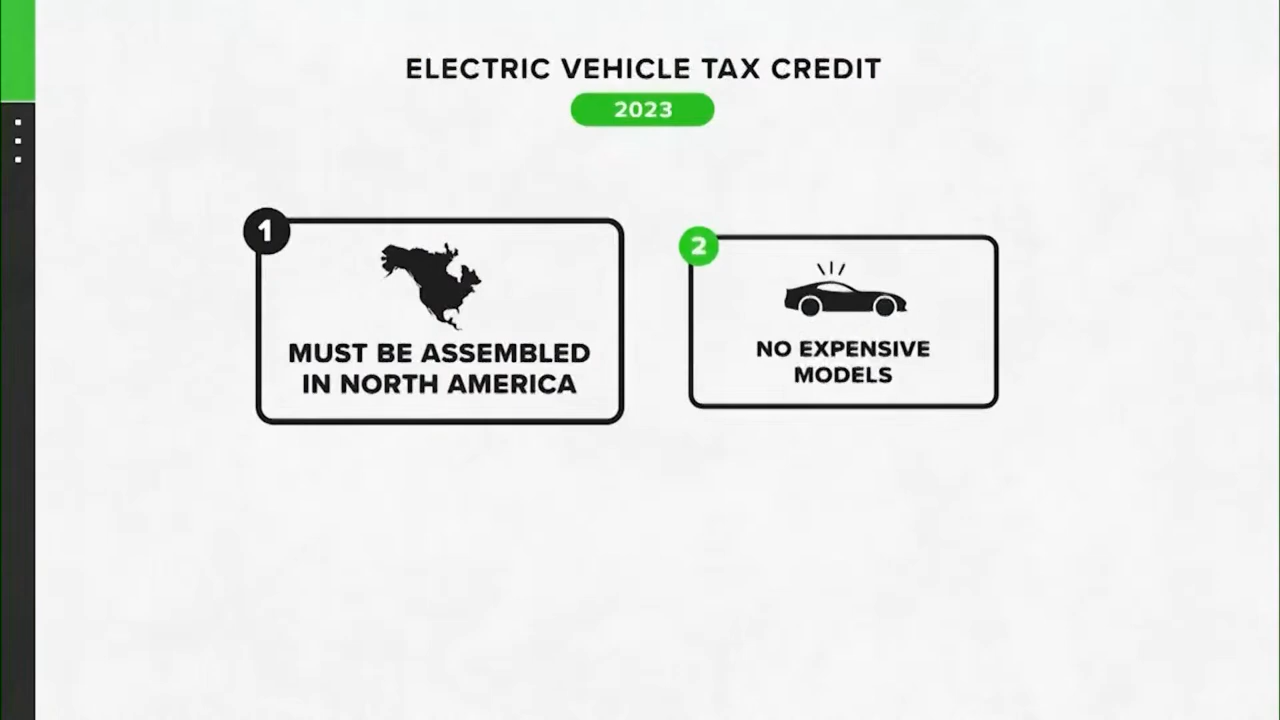 ELECTRIC VEHICLE TAX CREDIT
2023
1
MUST BE ASSEMBLED
IN NORTH AMERICA
2
NO EXPENSIVE
MODELS